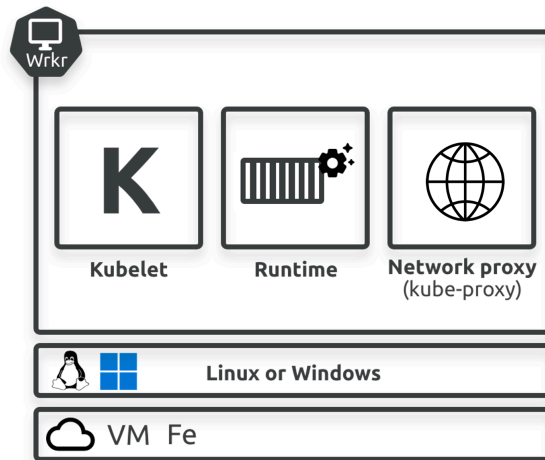 Wrkr
K
Kubelet
Runtime
Network proxy
(kube-proxy)
Linux or Windows
VM Fe